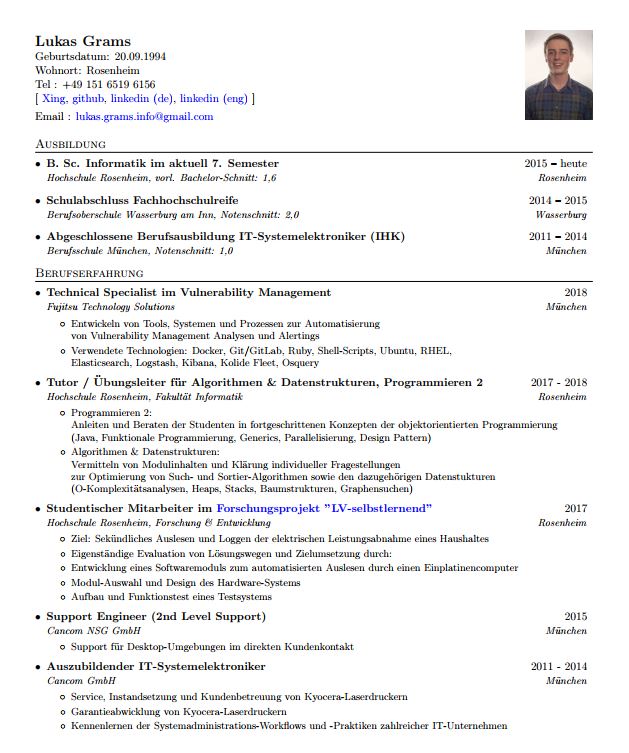 Lukas Grams
Geburtsdatum: 20.09.1994
Wohnort: Rosenheim
Tel : +49 151 6519 6156
[ Xing, github, linkedin (de), linkedin (eng) ]
Email : lukas.grams.info@gmail.com
Ausbildung
• B. Sc. Informatik im aktuell 7. Semester 2015 – heute
Hochschule Rosenheim, vorl. Bachelor-Schnitt: 1,6 Rosenheim
• Schulabschluss Fachhochschulreife 2014 – 2015
Berufsoberschule Wasserburg am Inn, Notenschnitt: 2,0 Wasserburg
• Abgeschlossene Berufsausbildung IT-Systemelektroniker (IHK) 2011 – 2014
Berufsschule München, Notenschnitt: 1,0 München
Berufserfahrung
• Technical Specialist im Vulnerability Management 2018
Fujitsu Technology Solutions München
◦ Entwickeln von Tools, Systemen und Prozessen zur Automatisierung
von Vulnerability Management Analysen und Alertings
◦ Verwendete Technologien: Docker, Git/GitLab, Ruby, Shell-Scripts, Ubuntu, RHEL,
Elasticsearch, Logstash, Kibana, Kolide Fleet, Osquery
• Tutor / Übungsleiter für Algorithmen & Datenstrukturen, Programmieren 2 2017 - 2018
Hochschule Rosenheim, Fakultät Informatik Rosenheim
◦ Programmieren 2:
Anleiten und Beraten der Studenten in fortgeschrittenen Konzepten der objektorientierten Programmierung
(Java, Funktionale Programmierung, Generics, Parallelisierung, Design Pattern)
◦ Algorithmen & Datenstrukturen:
Vermitteln von Modulinhalten und Klärung individueller Fragestellungen
zur Optimierung von Such- und Sortier-Algorithmen sowie den dazugehörigen Datenstukturen
(O-Komplexitätsanalysen, Heaps, Stacks, Baumstrukturen, Graphensuchen)
• Studentischer Mitarbeiter im Forschungsprojekt "LV-selbstlernend" 2017
Hochschule Rosenheim, Forschung & Entwicklung Rosenheim
◦ Ziel: Sekündliches Auslesen und Loggen der elektrischen Leistungsabnahme eines Haushaltes
◦ Eigenständige Evaluation von Lösungswegen und Zielumsetzung durch:
◦ Entwicklung eines Softwaremoduls zum automatisierten Auslesen durch einen Einplatinencomputer
◦ Modul-Auswahl und Design des Hardware-Systems
◦ Aufbau und Funktionstest eines Testsystems
• Support Engineer (2nd Level Support) 2015
Cancom NSG GmbH München
◦ Support für Desktop-Umgebungen im direkten Kundenkontakt
• Auszubildender IT-Systemelektroniker 2011 - 2014
Cancom GmbH München
◦ Service, Instandsetzung und Kundenbetreuung von Kyocera-Laserdruckern
◦ Garantieabwicklung von Kyocera-Laserdruckern
◦ Kennenlernen der Systemadministrations-Workflows und -Praktiken zahlreicher IT-Unternehmen